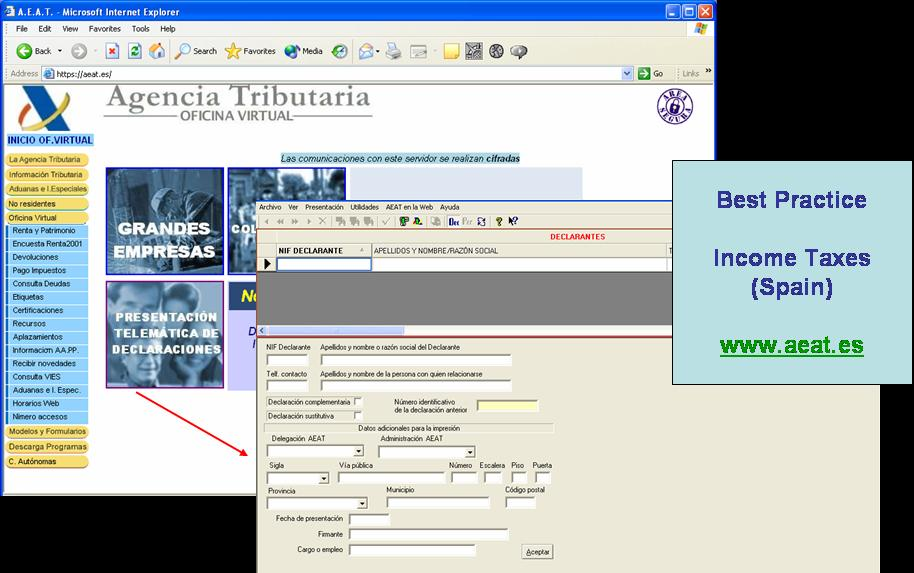 A.E.A.T. - Microsoft Internet Explorer
File Edit View Favorites Tools Help
Back Search Favorites Media
Address https://aeat.es/ Go Links »
Agencia Tributaria
OFICINA VIRTUAL
AREA SEGURA
INICIO OF.VIRTUAL
Las comunicaciones con este servidor se realizan cifradas
La Agencia Tributaria
Información Tributaria
Aduanas e I.Especiales
No residentes
Oficina Virtual
Renta y Patrimonio
Encuesta Renta2001
Devoluciones
Pago Impuestos
Consulta Deudas
Etiquetas
Certificaciones
Recursos
Aplazamientos
Informacion AA.PP.
Recibir novedades
Consulta VIES
Aduanas e I. Espec.
Horarios Web
Número accesos
Modelos y Formularios
Descarga Programas
C. Autónomas
GRANDES
EMPRESAS
PRESENTACIÓN
TELEMÁTICA DE
DECLARACIONES
Archivo Ver Presentación Utilidades AEAT en la Web Ayuda
DECLARANTES
NIF DECLARANTE APELLIDOS Y NOMBRE/RAZÓN SOCIAL
NIF Declarante Apellidos y nombre o razón social del Declarante
Telf. contacto Apellidos y nombre de la persona con quien relacionarse
Declaración complementaria Número identificativo
de la declaración anterior
Declaración sustitutiva
Datos adicionales para la impresión
Delegación AEAT Administración AEAT
Sigla Vía pública Número Escalera Piso Puerta
Provincia Municipio Código postal
Fecha de presentación
Firmante
Cargo o empleo Aceptar
Best Practice
Income Taxes
(Spain)
www.aeat.es